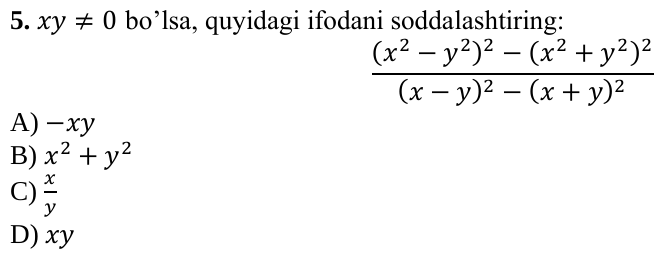 5. xy ≠ 0 bo’lsa, quyidagi ifodani soddalashtiring:
(x² − y²)² − (x² + y²)²
(x − y)² − (x + y)²
A) −xy
B) x² + y²
C) x/y
D) xy